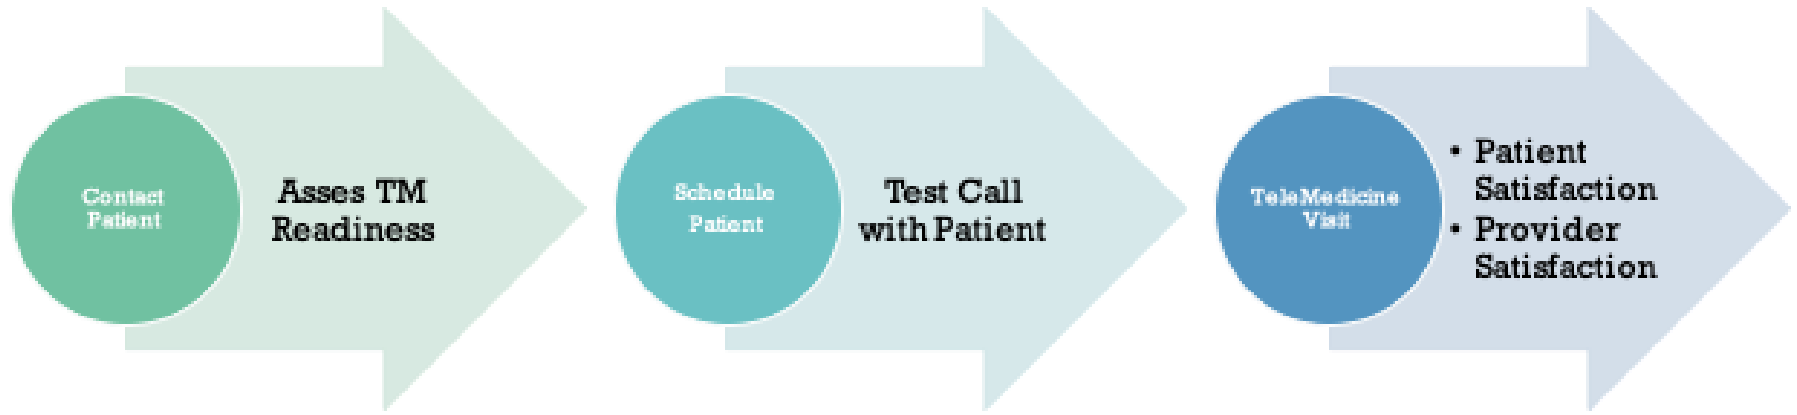 Contact
Patient
Asses TM
Readiness
Schedule
Patient
Test Call
with Patient
TeleMedicine
Visit
• Patient
Satisfaction
• Provider
Satisfaction